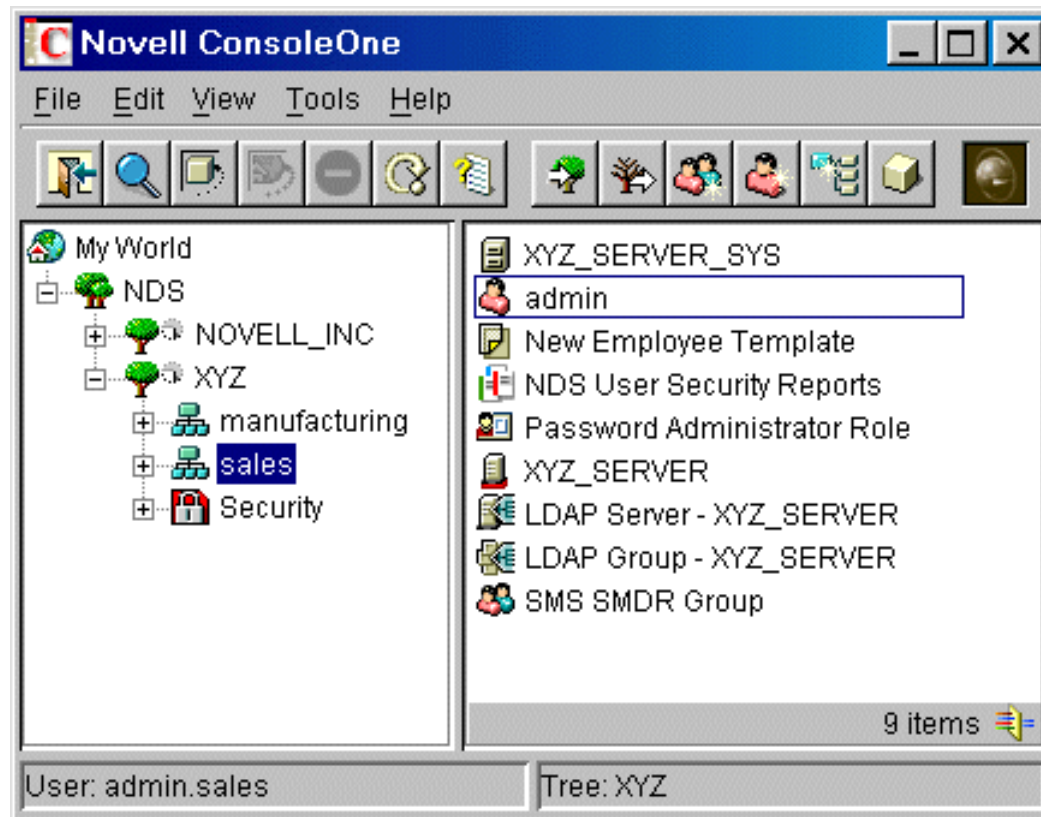 Novell ConsoleOne
File Edit View Tools Help
My World
NDS
NOVELL_INC
XYZ
manufacturing
sales
Security
XYZ_SERVER_SYS
admin
New Employee Template
NDS User Security Reports
Password Administrator Role
XYZ_SERVER
LDAP Server - XYZ_SERVER
LDAP Group - XYZ_SERVER
SMS SMDR Group
9 items
User: admin.sales
Tree: XYZ